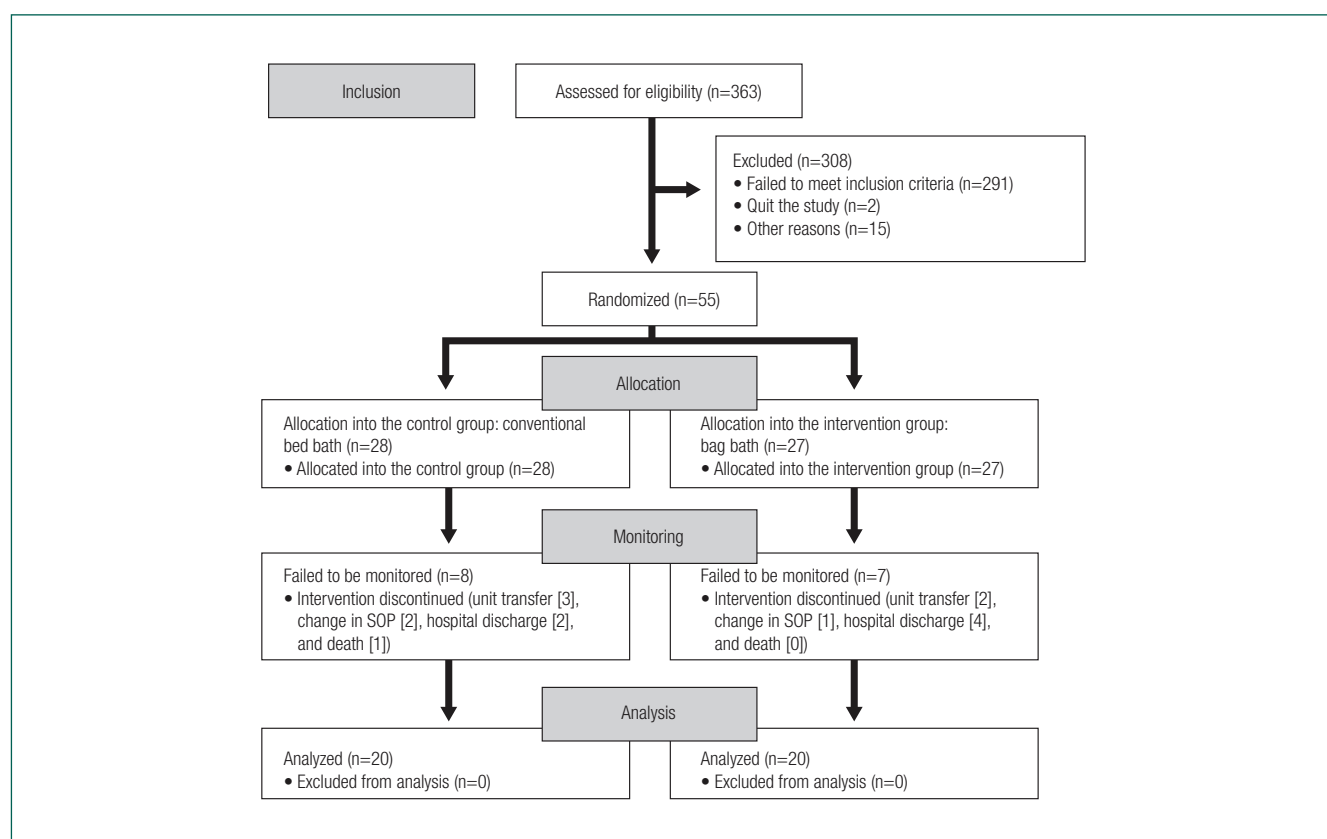 Inclusion
Assessed for eligibility (n=363)
Excluded (n=308)
• Failed to meet inclusion criteria (n=291)
• Quit the study (n=2)
• Other reasons (n=15)
Randomized (n=55)
Allocation
Allocation into the control group: conventional
bed bath (n=28)
• Allocated into the control group (n=28)
Allocation into the intervention group:
bag bath (n=27)
• Allocated into the intervention group (n=27)
Monitoring
Failed to be monitored (n=8)
• Intervention discontinued (unit transfer [3],
change in SOP [2], hospital discharge [2],
and death [1])
Failed to be monitored (n=7)
• Intervention discontinued (unit transfer [2],
change in SOP [1], hospital discharge [4],
and death [0])
Analysis
Analyzed (n=20)
• Excluded from analysis (n=0)
Analyzed (n=20)
• Excluded from analysis (n=0)